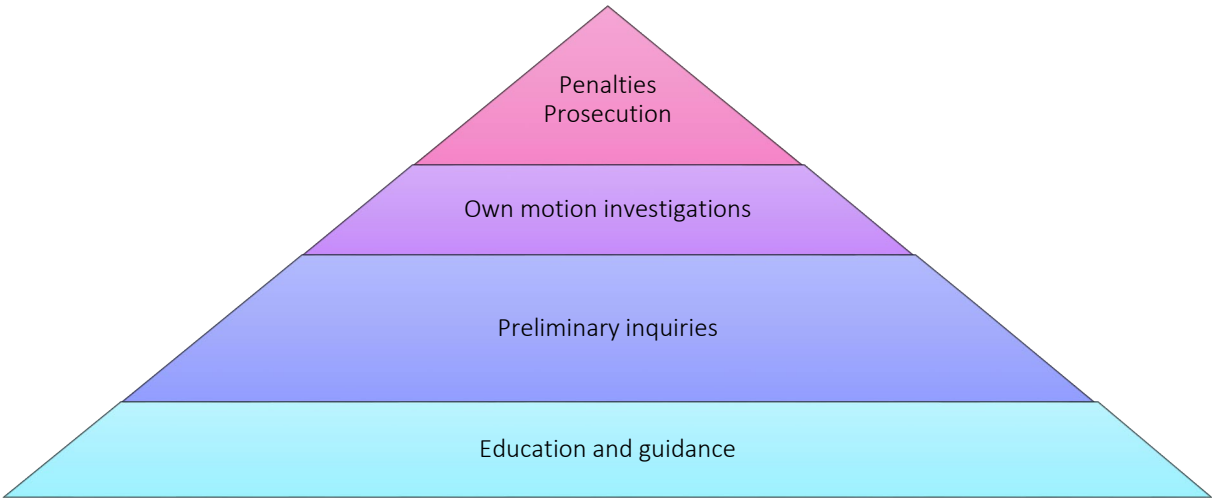 Penalties
Prosecution
Own motion investigations
Preliminary inquiries
Education and guidance